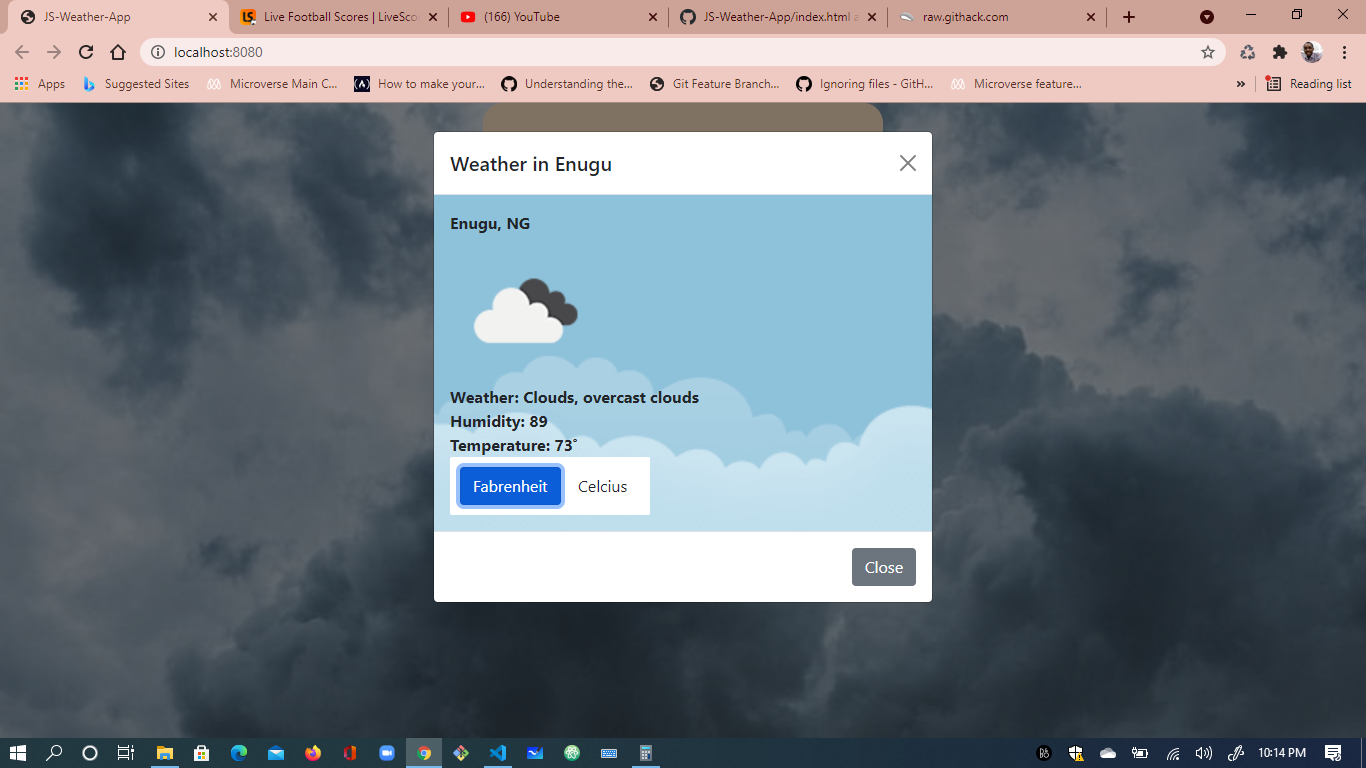 JS-Weather-App
Live Football Scores | LiveSco
(166) YouTube
JS-Weather-App/index.html a
raw.githack.com
localhost:8080
Apps
Suggested Sites
Microverse Main C...
How to make your...
Understanding the...
Git Feature Branch...
Ignoring files - GitH...
Microverse feature...
»
Reading list
Weather in Enugu
Enugu, NG
Weather: Clouds, overcast clouds
Humidity: 89
Temperature: 73°
Fabrenheit Celcius
Close
10:14 PM